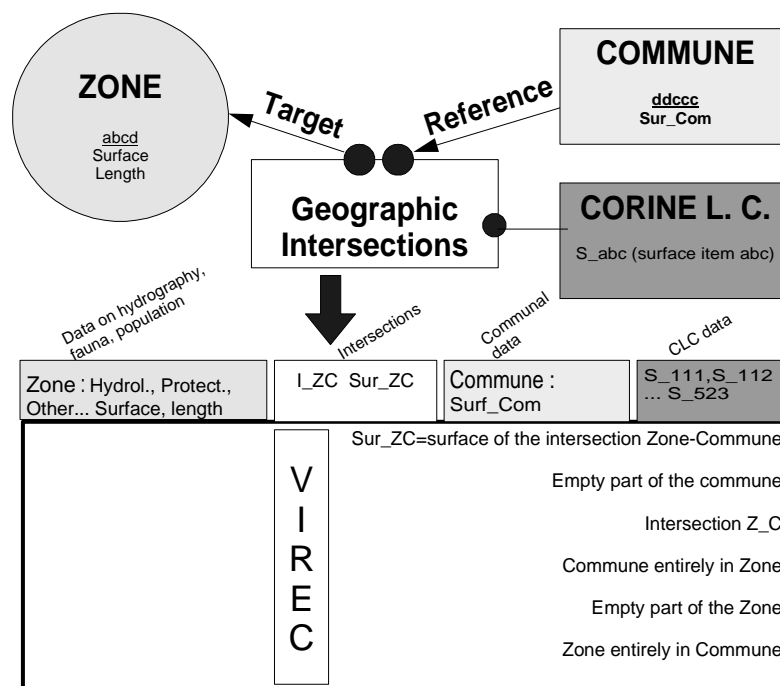 ZONE
abcd
Surface
Length
Target
Reference
COMMUNE
ddccc
Sur_Com
Geographic
Intersections
CORINE L. C.
S_abc (surface item abc)
Data on hydrography,
fauna, population
Intersections
Communal
data
CLC data
Zone : Hydrol., Protect.,
Other... Surface, length
I_ZC Sur_ZC
Commune :
Surf_Com
S_111,S_112
... S_523
Sur_ZC=surface of the intersection Zone-Commune
Empty part of the commune
Intersection Z_C
Commune entirely in Zone
Empty part of the Zone
Zone entirely in Commune
V
I
R
E
C